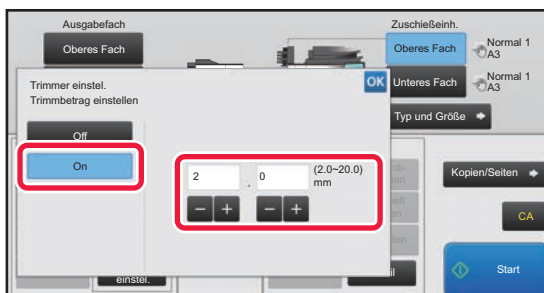 Ausgabefach
Zuschießeinh.
Oberes Fach
Oberes Fach
Normal 1
A3
Trimmer einstel.
Trimmbetrag einstellen
OK
Unteres Fach
Normal 1
A3
Off
Typ und Größe
On
2 . 0 (2.0~20.0)
mm
- + - +
Kopien/Seiten
CA
einstel.
Start